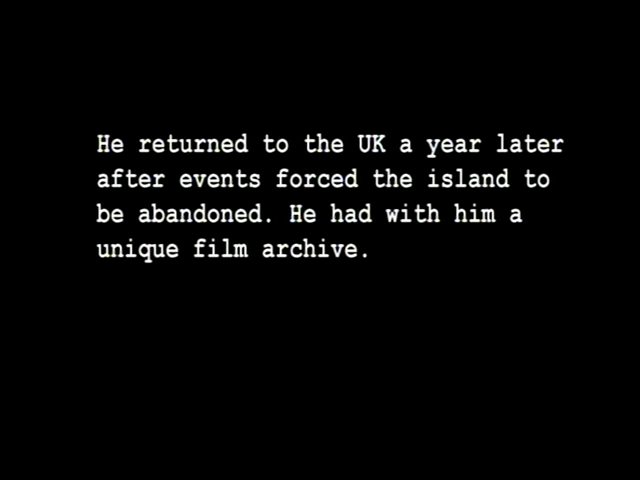 He returned to the UK a year later
after events forced the island to
be abandoned. He had with him a
unique film archive.